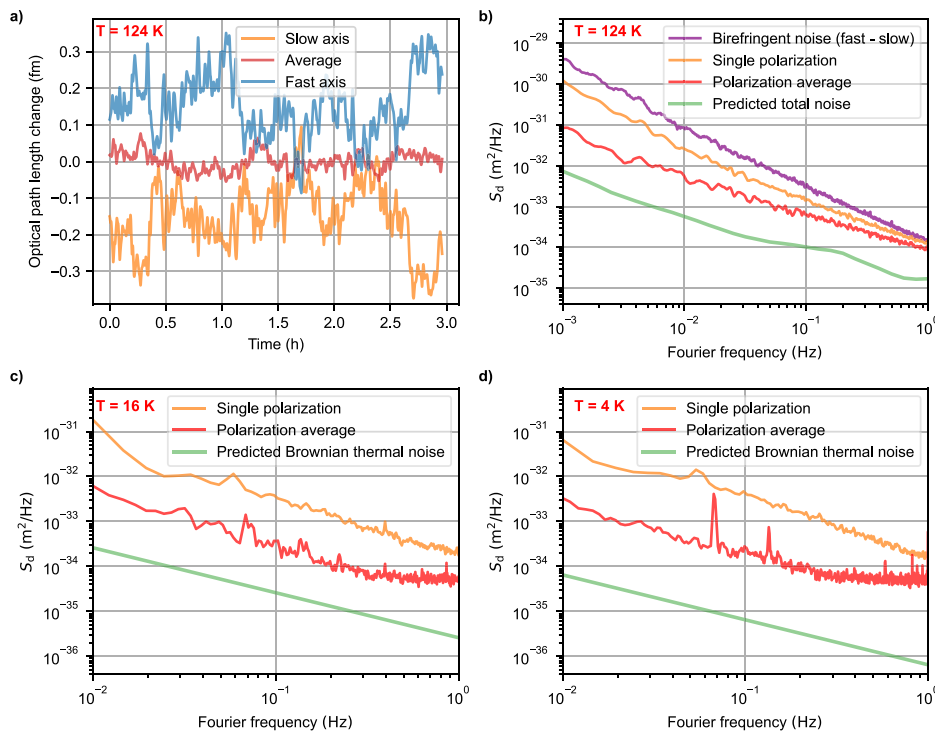 a)
T = 124 K
Slow axis
Average
Fast axis
Optical path length change (fm)
0.3
0.2
0.1
0.0
−0.1
−0.2
−0.3
0.0 0.5 1.0 1.5 2.0 2.5 3.0
Time (h)
b)
T = 124 K
Birefringent noise (fast - slow)
Single polarization
Polarization average
Predicted total noise
S_d (m²/Hz)
10⁻²⁹
10⁻³⁰
10⁻³¹
10⁻³²
10⁻³³
10⁻³⁴
10⁻³⁵
10⁻³ 10⁻² 10⁻¹ 10⁰
Fourier frequency (Hz)
c)
T = 16 K
Single polarization
Polarization average
Predicted Brownian thermal noise
S_d (m²/Hz)
10⁻³¹
10⁻³²
10⁻³³
10⁻³⁴
10⁻³⁵
10⁻³⁶
10⁻² 10⁻¹ 10⁰
Fourier frequency (Hz)
d)
T = 4 K
Single polarization
Polarization average
Predicted Brownian thermal noise
S_d (m²/Hz)
10⁻³¹
10⁻³²
10⁻³³
10⁻³⁴
10⁻³⁵
10⁻³⁶
10⁻² 10⁻¹ 10⁰
Fourier frequency (Hz)